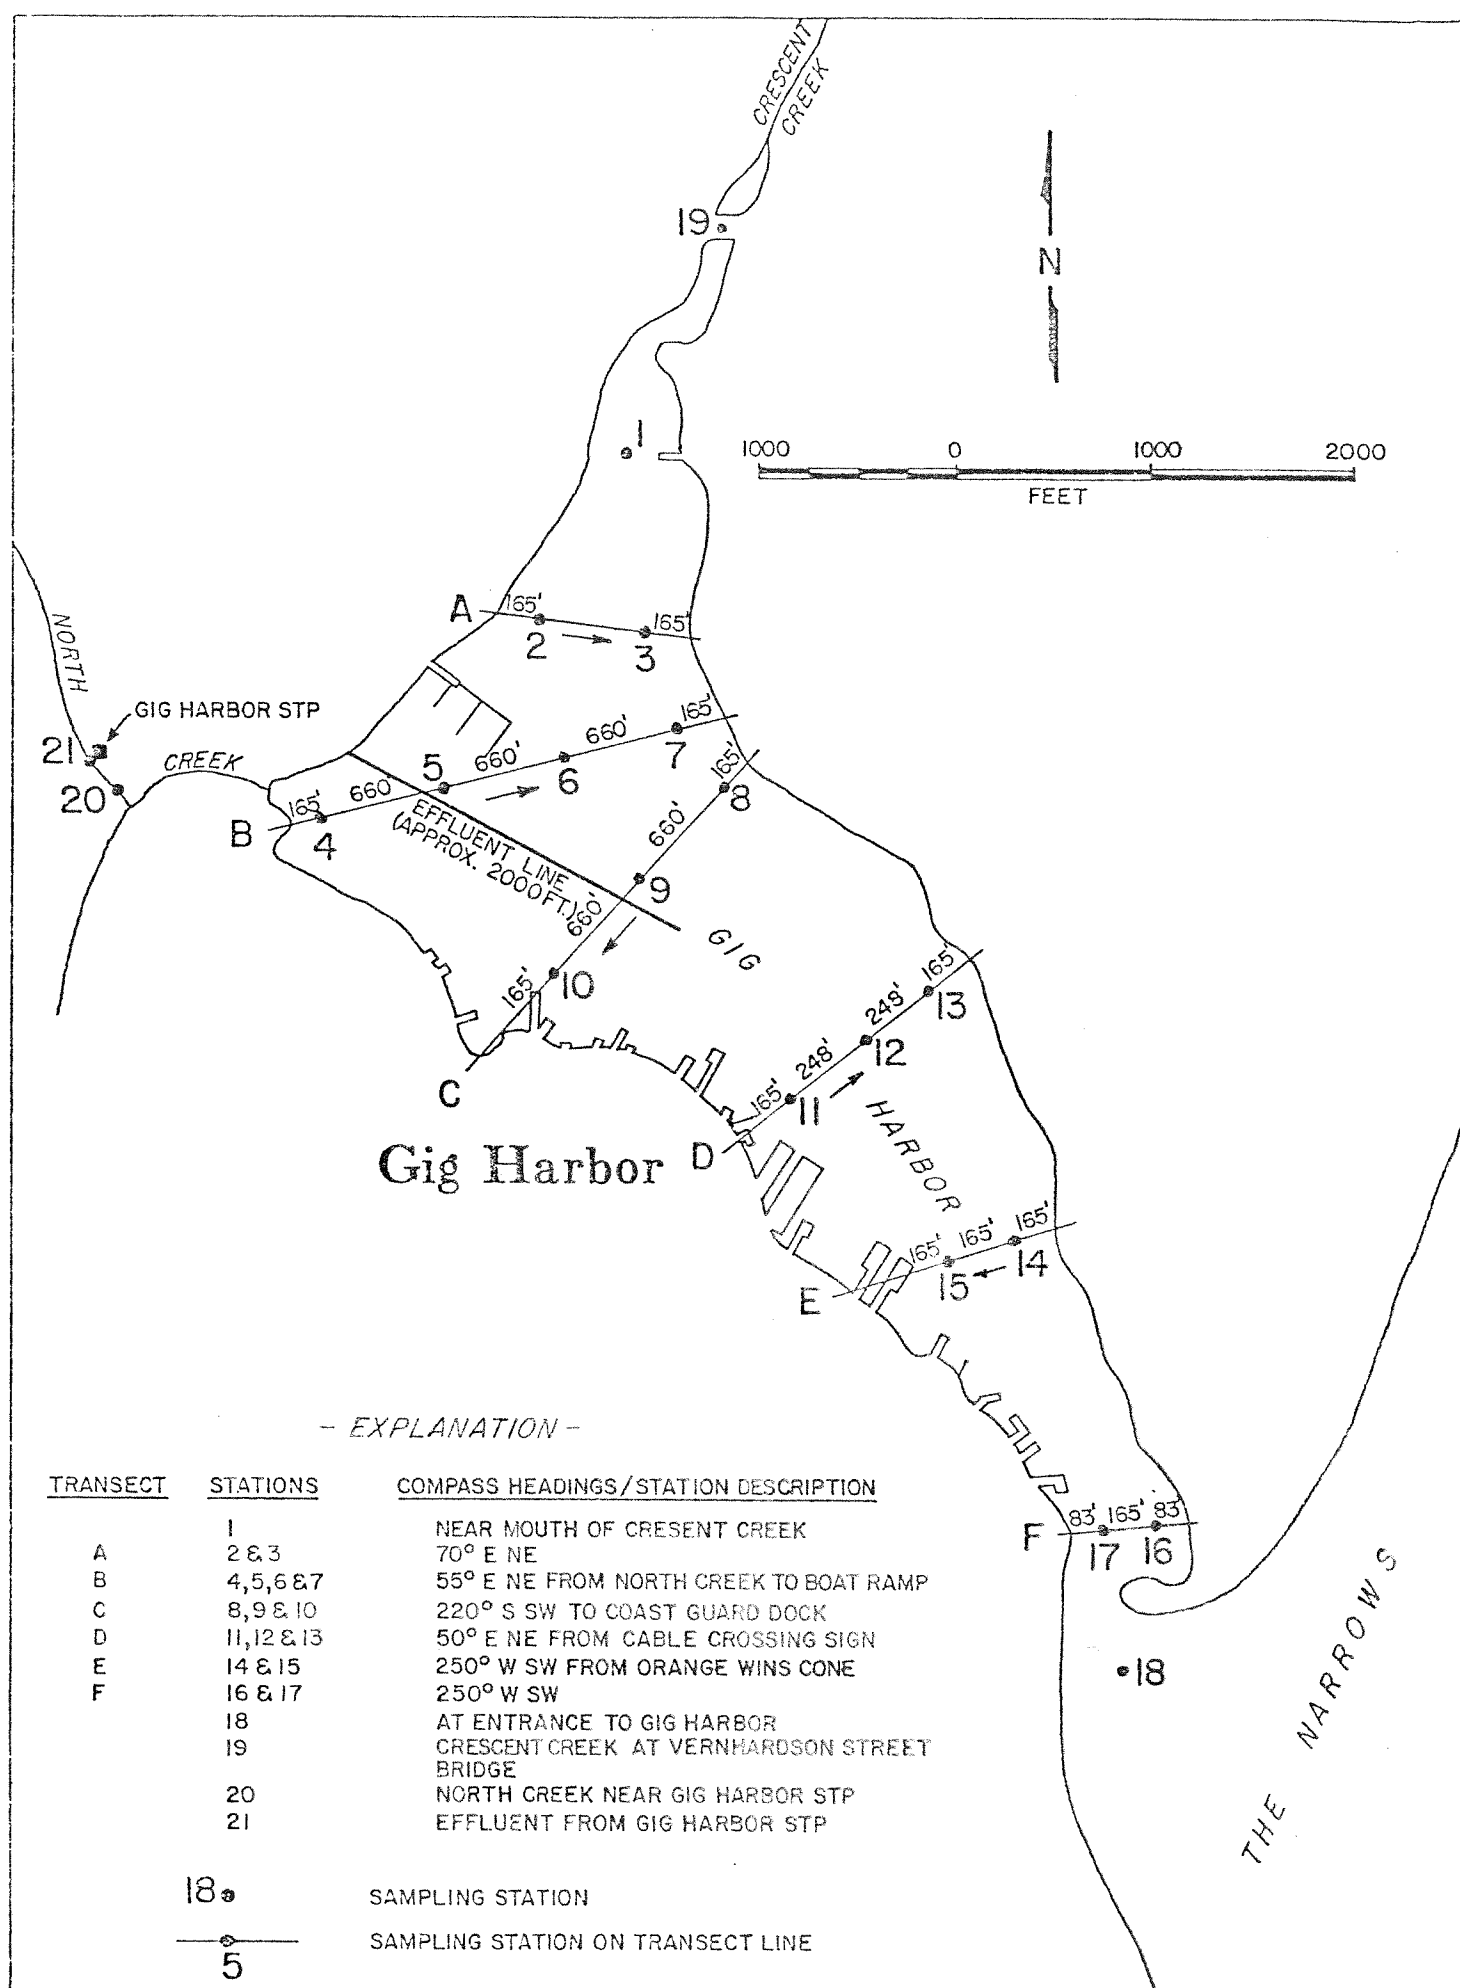 CRESCENT
CREEK
19
N
1
1000 0 1000 2000
FEET
A 165' 165'
2 3
NORTH
GIG HARBOR STP
21
20
CREEK
B 165' 660' 660' 660' 165'
4 5 6 7
EFFLUENT LINE
(APPROX. 2000 FT.)
165' 8
660' 9
660' 10
165'
C
GIG
HARBOR
Gig Harbor
D 165' 248' 248' 165'
11 12 13
E 165' 165' 165'
15 14
F 83' 165' 83'
17 16
18
THE NARROWS
- EXPLANATION -
TRANSECT STATIONS COMPASS HEADINGS/STATION DESCRIPTION
1 NEAR MOUTH OF CRESENT CREEK
A 2 & 3 70° E NE
B 4,5,6 & 7 55° E NE FROM NORTH CREEK TO BOAT RAMP
C 8,9 & 10 220° S SW TO COAST GUARD DOCK
D 11,12 & 13 50° E NE FROM CABLE CROSSING SIGN
E 14 & 15 250° W SW FROM ORANGE WINS CONE
F 16 & 17 250° W SW
18 AT ENTRANCE TO GIG HARBOR
19 CRESCENT CREEK AT VERNHARDSON STREET
BRIDGE
20 NORTH CREEK NEAR GIG HARBOR STP
21 EFFLUENT FROM GIG HARBOR STP
18 SAMPLING STATION
5 SAMPLING STATION ON TRANSECT LINE